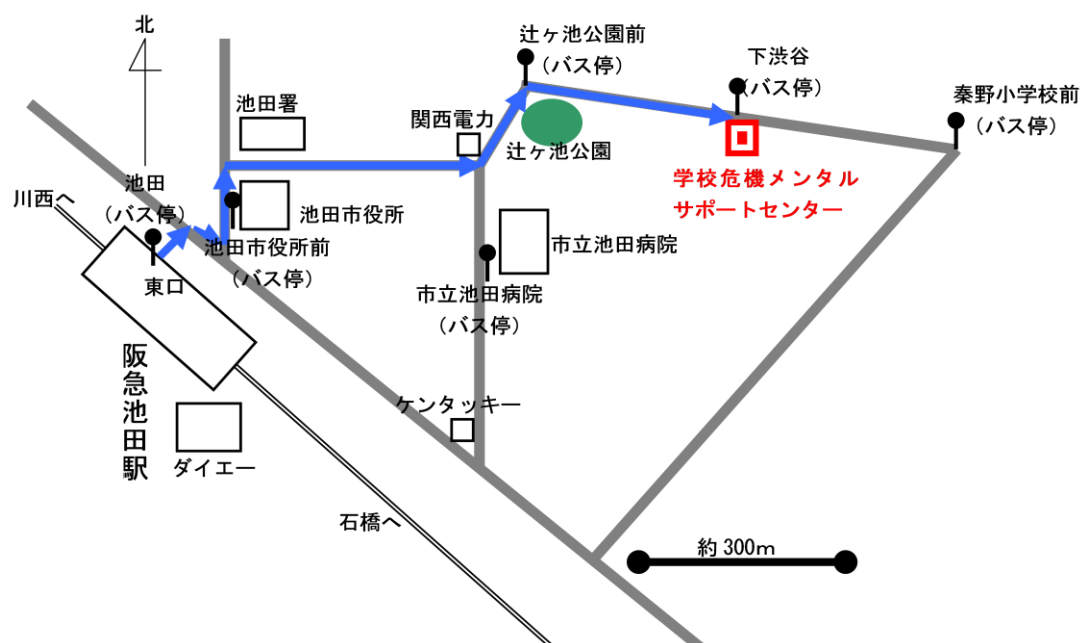 北
辻ヶ池公園前
（バス停）
下渋谷
（バス停）
秦野小学校前
（バス停）
池田署
関西電力
辻ヶ池公園
学校危機メンタル
サポートセンター
川西へ
池田
（バス停）
池田市役所
池田市役所前
（バス停）
市立池田病院
東口
市立池田病院
（バス停）
阪急池田駅
ケンタッキー
ダイエー
石橋へ
約300m